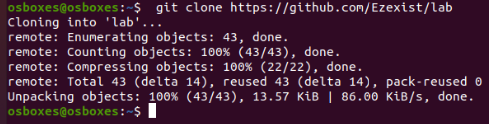 osboxes@osboxes:~$  git clone https://github.com/Ezexist/lab
Cloning into 'lab'...
remote: Enumerating objects: 43, done.
remote: Counting objects: 100% (43/43), done.
remote: Compressing objects: 100% (22/22), done.
remote: Total 43 (delta 14), reused 43 (delta 14), pack-reused 0
Unpacking objects: 100% (43/43), 13.57 KiB | 86.00 KiB/s, done.
osboxes@osboxes:~$